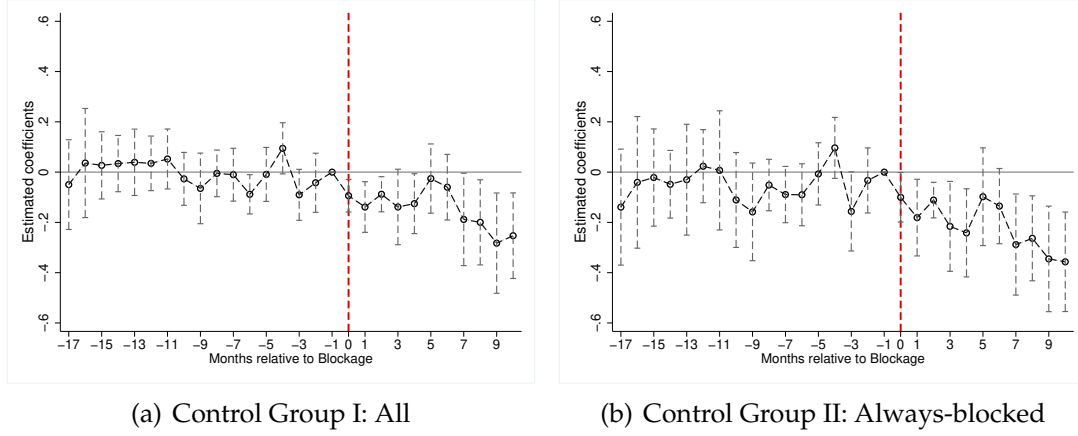 Estimated coefficients
.6
.4
.2
0
-.2
-.4
-.6
-17 -15 -13 -11 -9 -7 -5 -3 -1 0 1 3 5 7 9
Months relative to Blockage
(a) Control Group I: All
Estimated coefficients
.6
.4
.2
0
-.2
-.4
-.6
-17 -15 -13 -11 -9 -7 -5 -3 -1 0 1 3 5 7 9
Months relative to Blockage
(b) Control Group II: Always-blocked